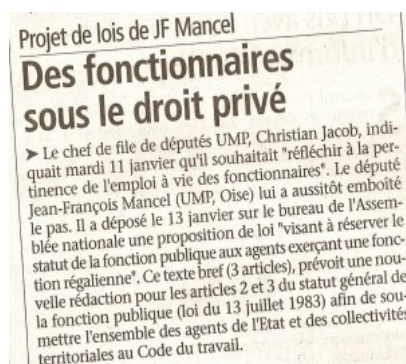 Projet de lois de JF Mancel
Des fonctionnaires
sous le droit privé
➤ Le chef de file de députés UMP, Christian Jacob, indi-
quait mardi 11 janvier qu'il souhaitait "réfléchir à la per-
tinence de l'emploi à vie des fonctionnaires". Le député
Jean-François Mancel (UMP, Oise) lui a aussitôt emboîté
le pas. Il a déposé le 13 janvier sur le bureau de l'Assem-
blée nationale une proposition de loi "visant à réserver le
statut de la fonction publique aux agents exerçant une fonc-
tion régalienne". Ce texte bref (3 articles), prévoit une nou-
velle rédaction pour les articles 2 et 3 du statut général de
la fonction publique (loi du 13 juillet 1983) afin de sou-
mettre l'ensemble des agents de l'Etat et des collectivités
territoriales au Code du travail.